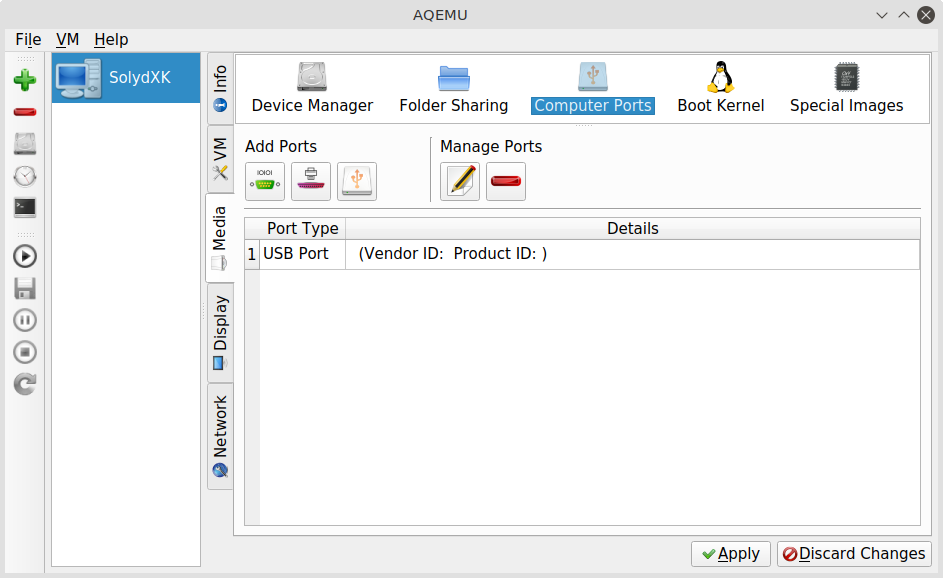 AQEMU
File VM Help
SolydXK
Info
VM
Media
Display
Network
Device Manager Folder Sharing Computer Ports Boot Kernel Special Images
Add Ports Manage Ports
IOIOI
Port Type Details
1 USB Port (Vendor ID: Product ID: )
Apply Discard Changes